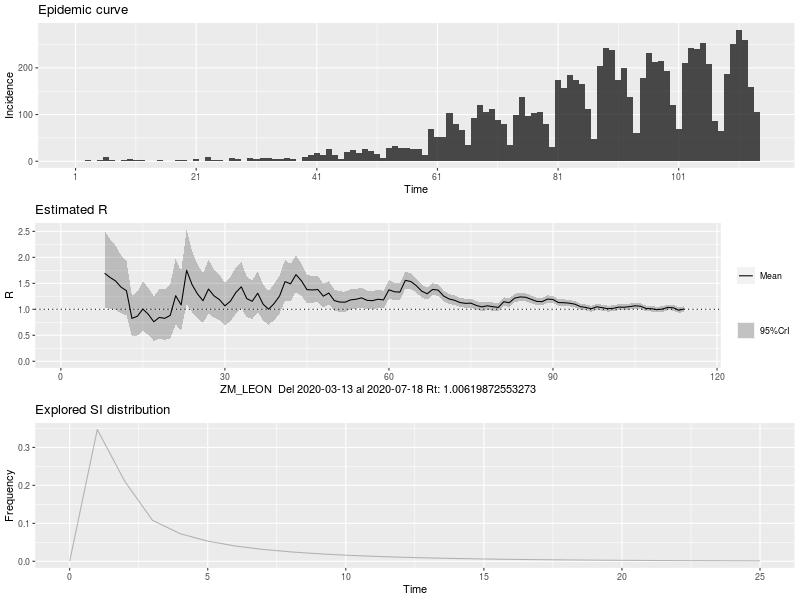 Epidemic curve
Incidence
200
100
0
1
21
41
61
81
101
Time
Estimated R
R
2.5
2.0
1.5
1.0
0.5
0.0
0
30
60
90
120
Mean
95%CrI
ZM_LEON Del 2020-03-13 al 2020-07-18 Rt: 1.00619872553273
Explored SI distribution
Frequency
0.3
0.2
0.1
0.0
0
5
10
15
20
25
Time